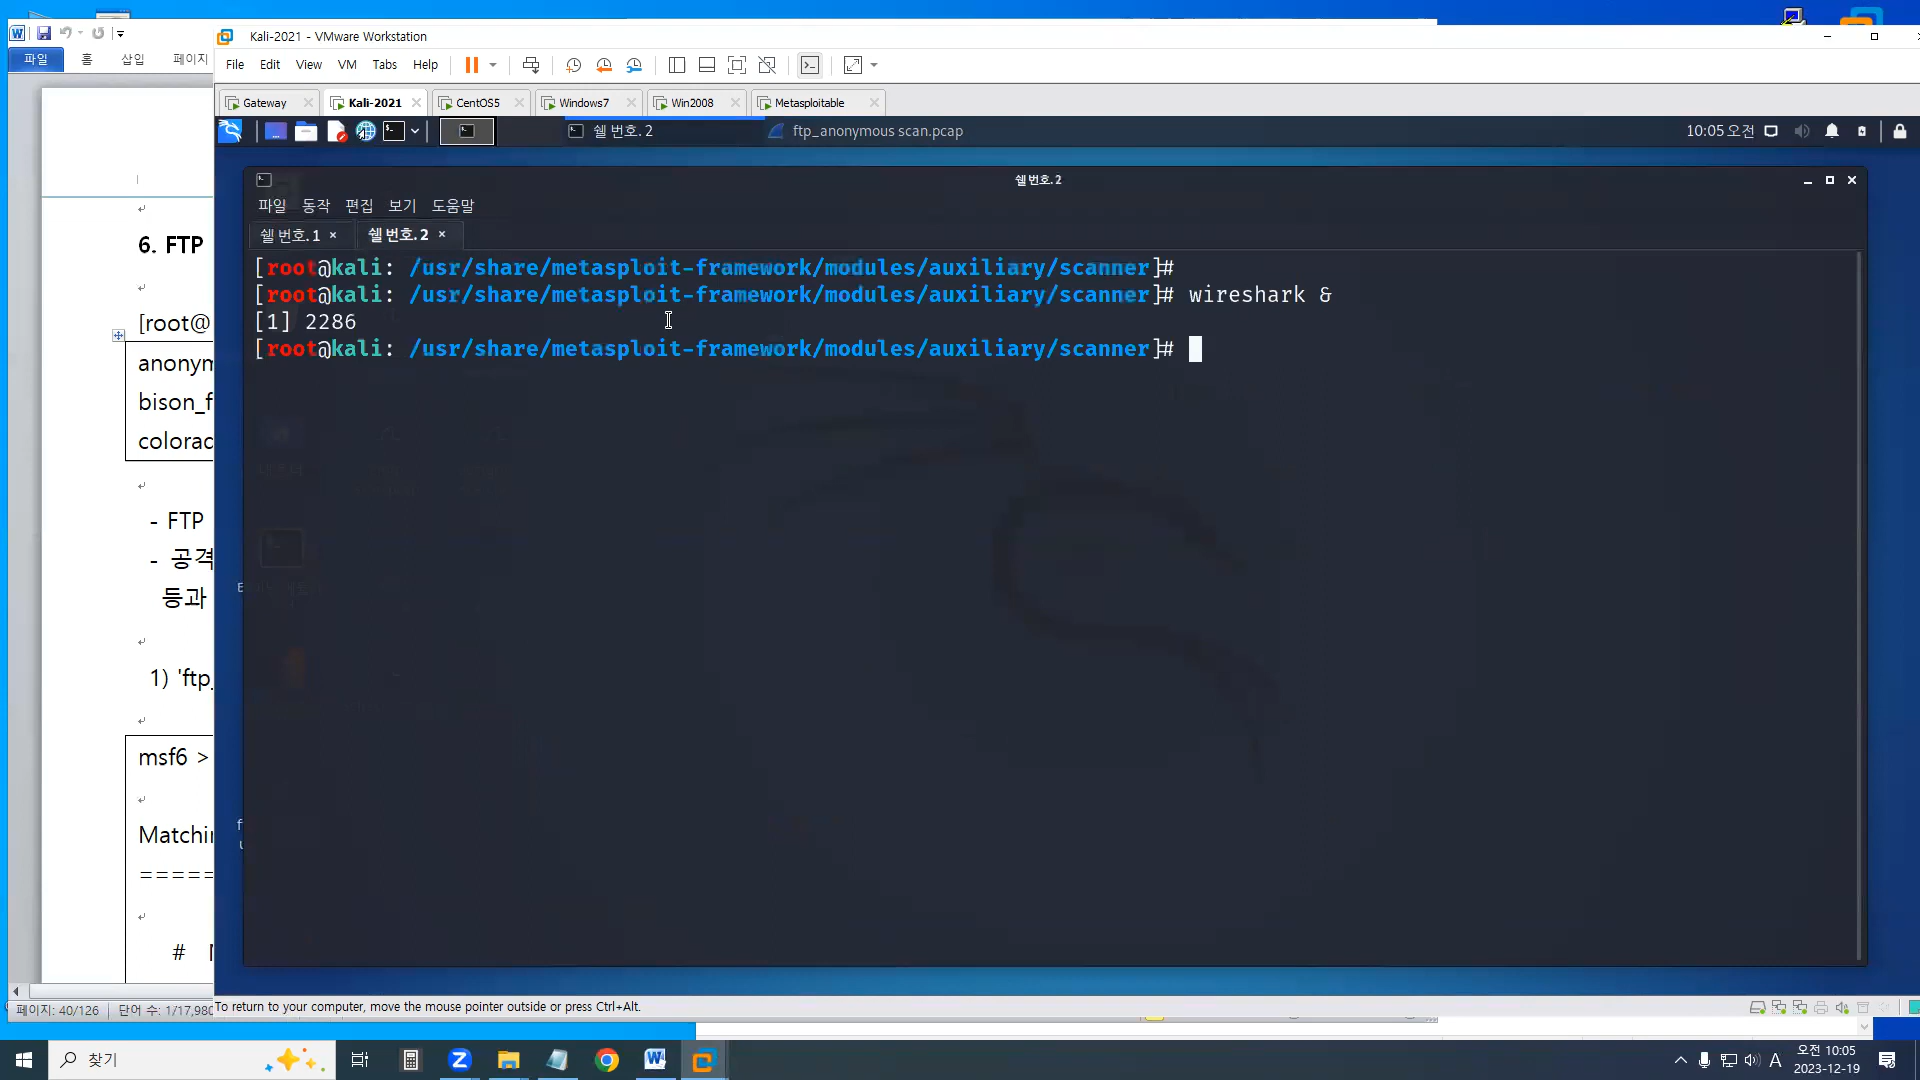 Kali-2021 - VMware Workstation
파일 홈 삽입 페이지
File Edit View VM Tabs Help
Gateway Kali-2021 CentOS5 Windows7 Win2008 Metasploitable
쉘 번호. 2 ftp_anonymous scan.pcap 10:05 오전
쉘 번호. 2
파일 동작 편집 보기 도움말
쉘 번호. 1 쉘 번호. 2
[root@kali: /usr/share/metasploit-framework/modules/auxiliary/scanner]#
[root@kali: /usr/share/metasploit-framework/modules/auxiliary/scanner]# wireshark &
[1] 2286
[root@kali: /usr/share/metasploit-framework/modules/auxiliary/scanner]#
6. FTP
[root@
anonym
bison_f
colorac
- FTP
- 공격
등과
1) 'ftp_
msf6 >
Matchin
=====
#
To return to your computer, move the mouse pointer outside or press Ctrl+Alt.
페이지: 40/126 단어 수: 1/17,980
찾기
A 오전 10:05
2023-12-19